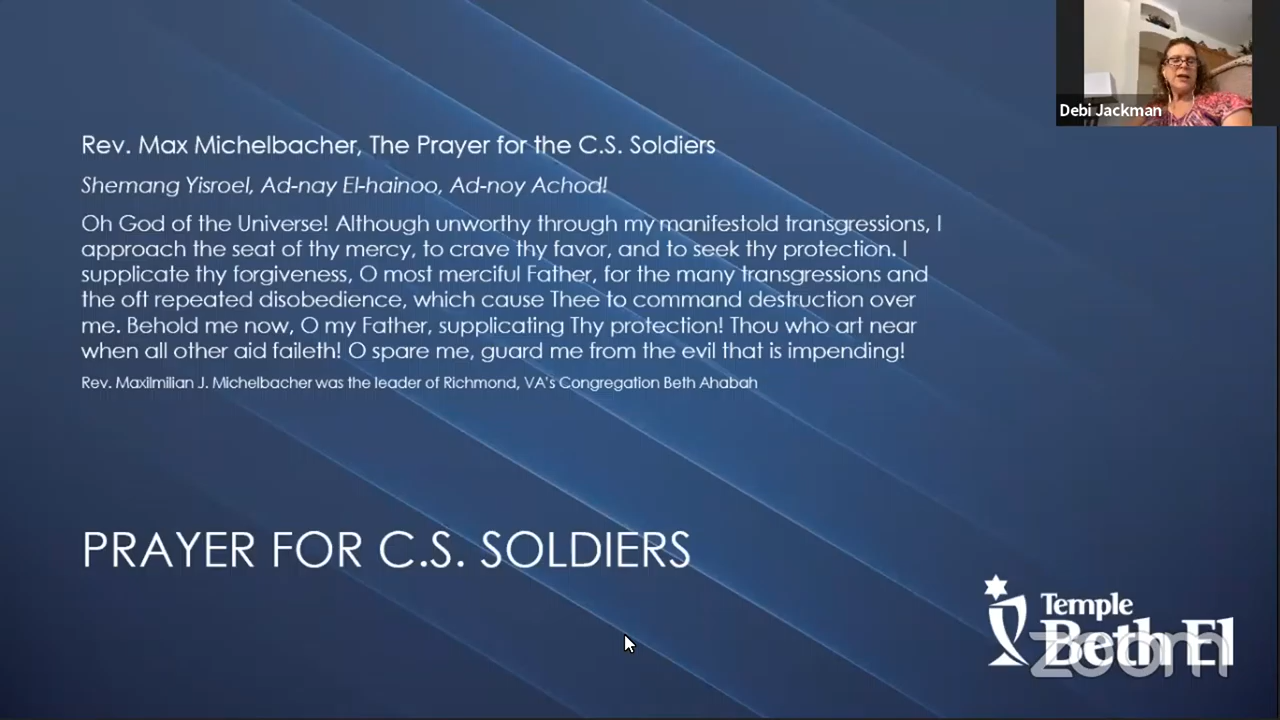 Debi Jackman
Rev. Max Michelbacher, The Prayer for the C.S. Soldiers
Shemang Yisroel, Ad-nay El-hainoo, Ad-noy Achod!
Oh God of the Universe! Although unworthy through my manifestold transgressions, I
approach the seat of thy mercy, to crave thy favor, and to seek thy protection. I
supplicate thy forgiveness, O most merciful Father, for the many transgressions and
the oft repeated disobedience, which cause Thee to command destruction over
me. Behold me now, O my Father, supplicating Thy protection! Thou who art near
when all other aid faileth! O spare me, guard me from the evil that is impending!
Rev. Maxilmilian J. Michelbacher was the leader of Richmond, VA's Congregation Beth Ahabah
PRAYER FOR C.S. SOLDIERS
Temple
Beth El
zoom